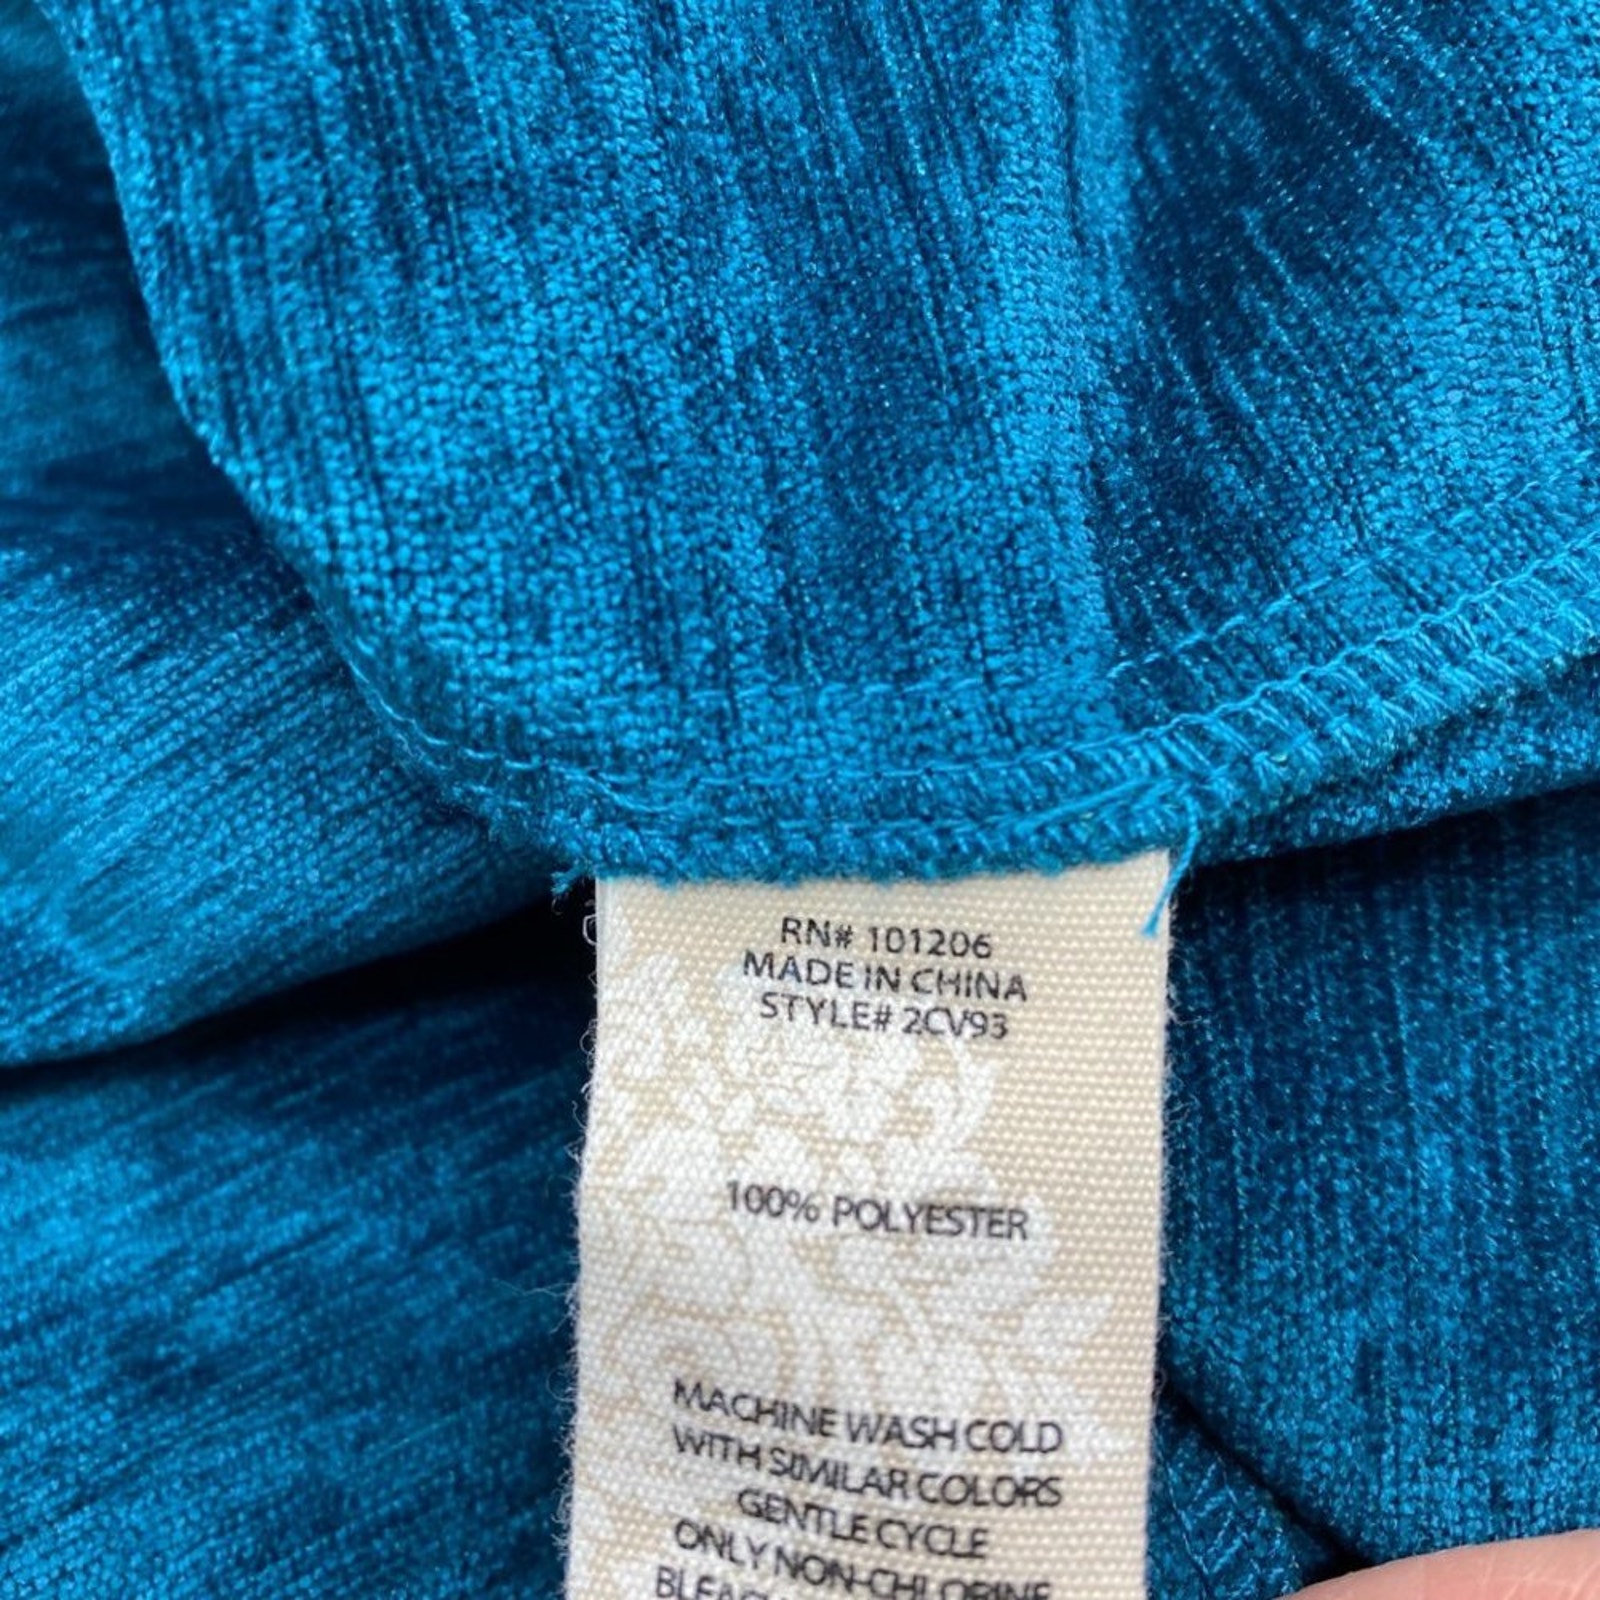 RN# 101206
MADE IN CHINA
STYLE# 2CV93
100% POLYESTER
MACHINE WASH COLD
WITH SIMILAR COLORS
GENTLE CYCLE
ONLY NON-CHLORINE